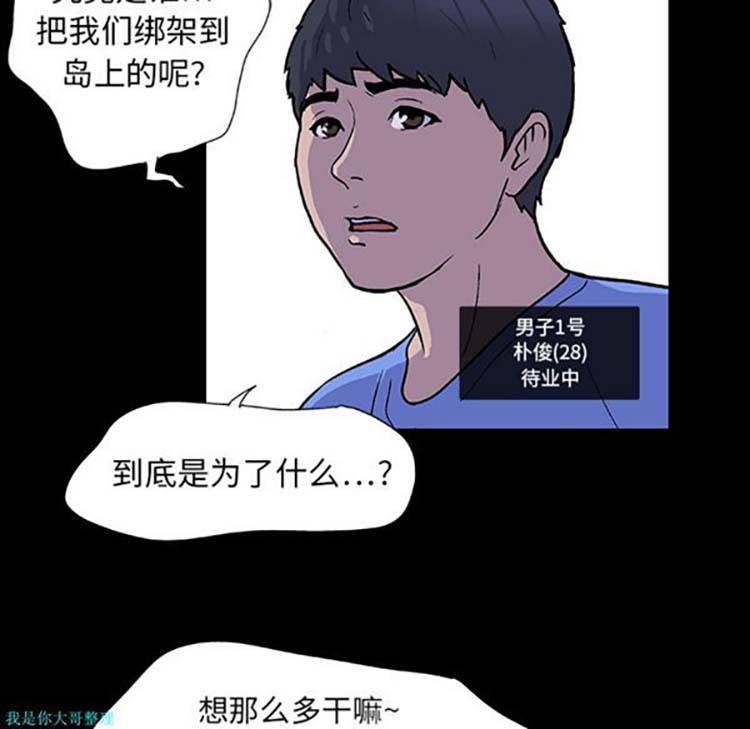 把我们绑架到
岛上的呢?
男子1号
朴俊(28)
待业中
到底是为了什么...?
想那么多干嘛~
我是你大哥整理